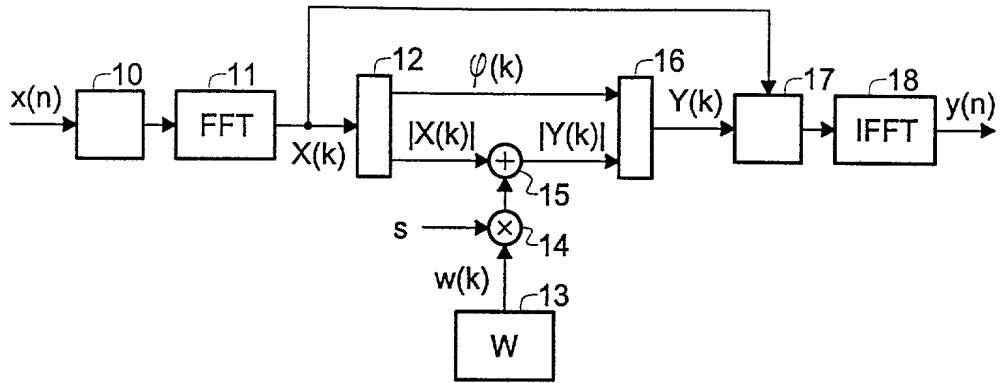 x(n)
10
11
FFT
X(k)
12
φ(k)
|X(k)|
|Y(k)|
+
15
s
×
14
w(k)
13
W
16
Y(k)
17
18
IFFT
y(n)